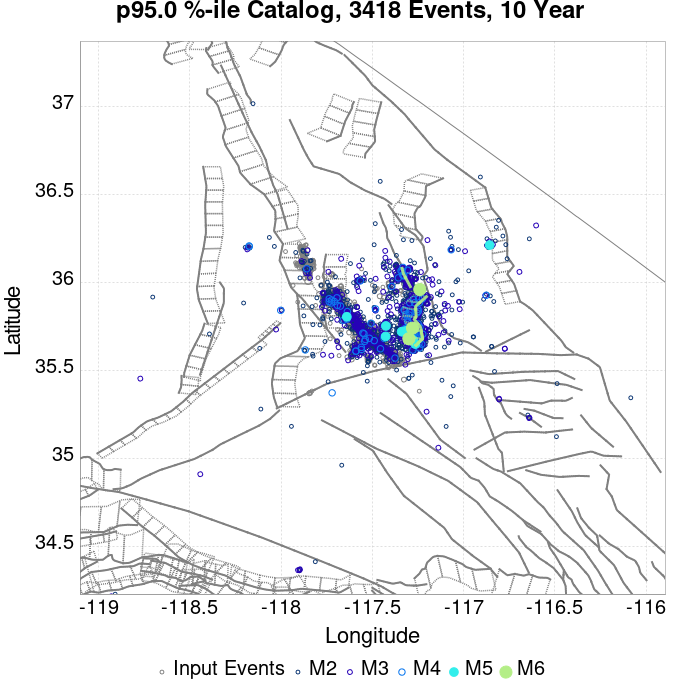 p95.0 %-ile Catalog, 3418 Events, 10 Year
37
36.5
36
35.5
35
34.5
Latitude
-119 -118.5 -118 -117.5 -117 -116.5 -116
Longitude
Input Events M2 M3 M4 M5 M6